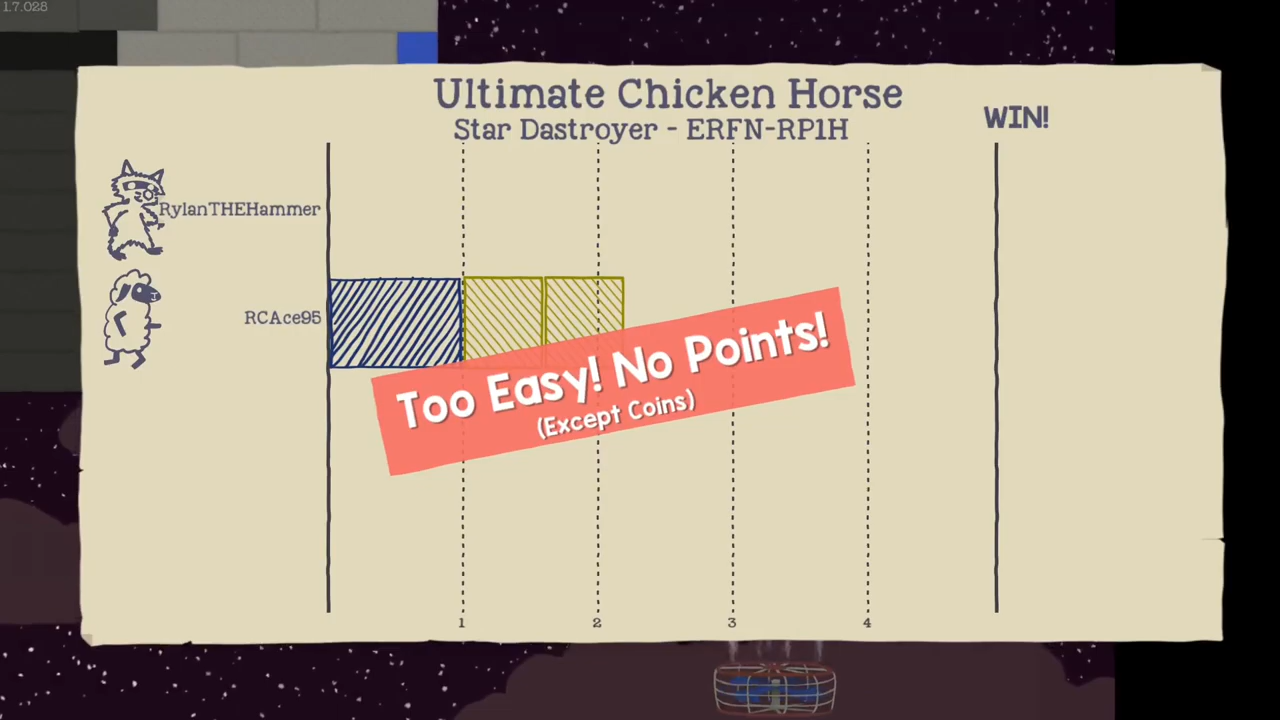 1.7.028
Ultimate Chicken Horse
Star Dastroyer - ERFN-RP1H
WIN!
RylanTHEHammer
RCAce95
Too Easy! No Points!
(Except Coins)
1 2 3 4